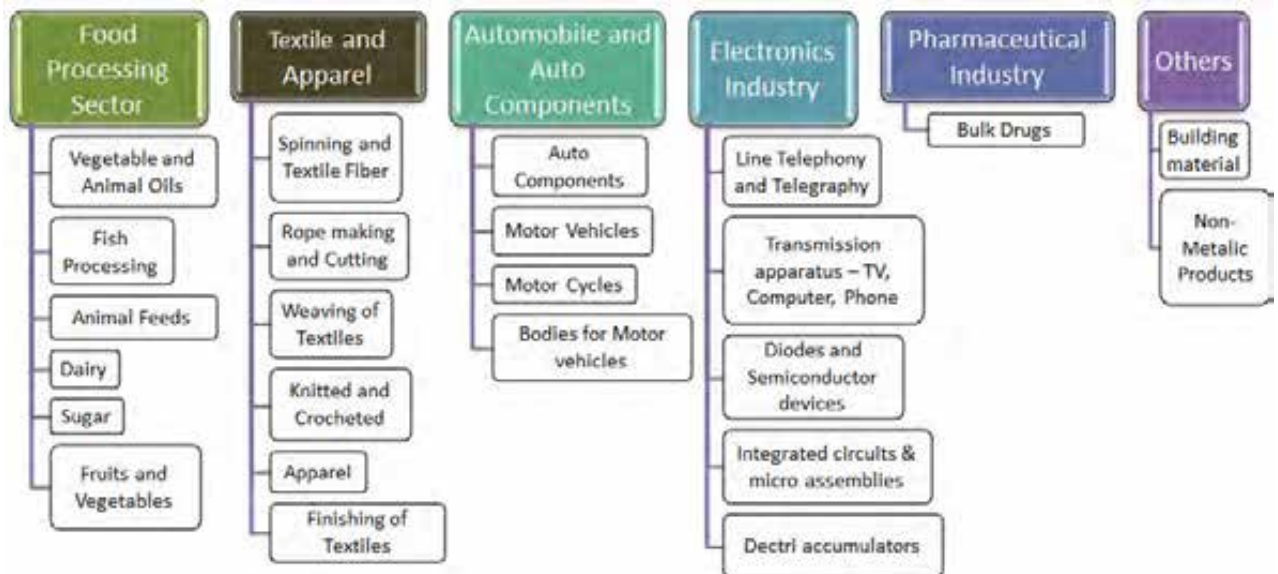 Food
Processing
Sector
Vegetable and
Animal Oils
Fish
Processing
Animal Feeds
Dairy
Sugar
Fruits and
Vegetables
Textile and
Apparel
Spinning and
Textile Fiber
Rope making
and Cutting
Weaving of
Textiles
Knitted and
Crocheted
Apparel
Finishing of
Textiles
Automobile and
Auto
Components
Auto
Components
Motor Vehicles
Motor Cycles
Bodies for Motor
vehicles
Electronics
Industry
Line Telephony
and Telegraphy
Transmission
apparatus – TV,
Computer, Phone
Diodes and
Semiconductor
devices
Integrated circuits &
micro assemblies
Dectri accumulators
Pharmaceutical
Industry
Bulk Drugs
Others
Building
material
Non-
Metalic
Products